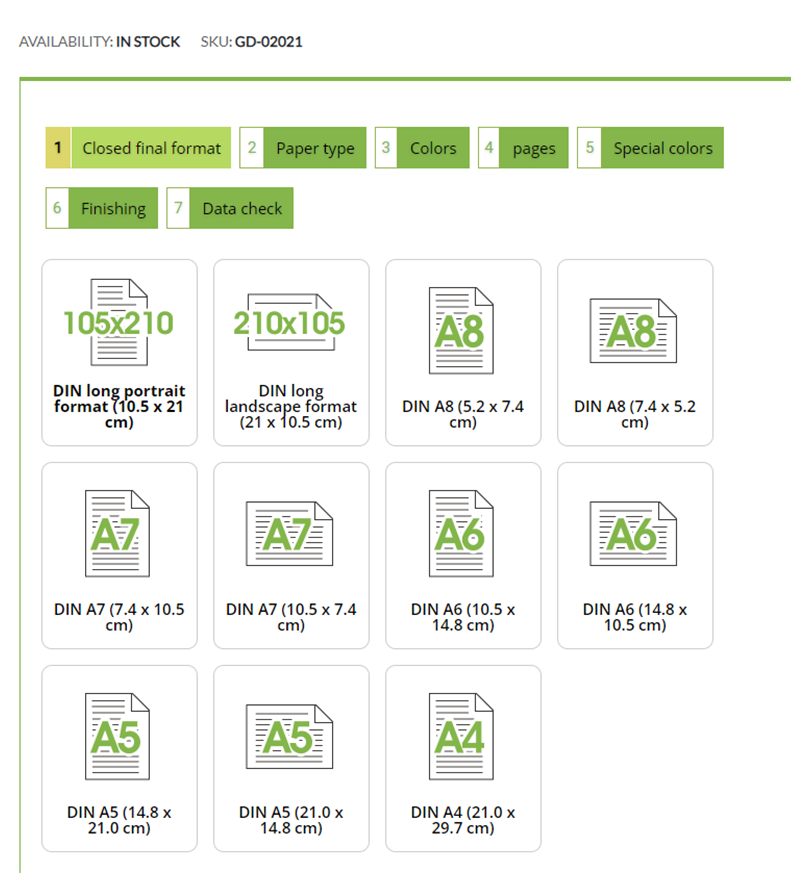 AVAILABILITY: IN STOCK SKU: GD-02021
1 Closed final format 2 Paper type 3 Colors 4 pages 5 Special colors
6 Finishing 7 Data check
105x210 210x105 A8 A8
DIN long portrait
format (10.5 x 21
cm)
DIN long
landscape format
(21 x 10.5 cm)
DIN A8 (5.2 x 7.4
cm)
DIN A8 (7.4 x 5.2
cm)
A7 A7 A6 A6
DIN A7 (7.4 x 10.5
cm)
DIN A7 (10.5 x 7.4
cm)
DIN A6 (10.5 x
14.8 cm)
DIN A6 (14.8 x
10.5 cm)
A5 A5 A4
DIN A5 (14.8 x
21.0 cm)
DIN A5 (21.0 x
14.8 cm)
DIN A4 (21.0 x
29.7 cm)